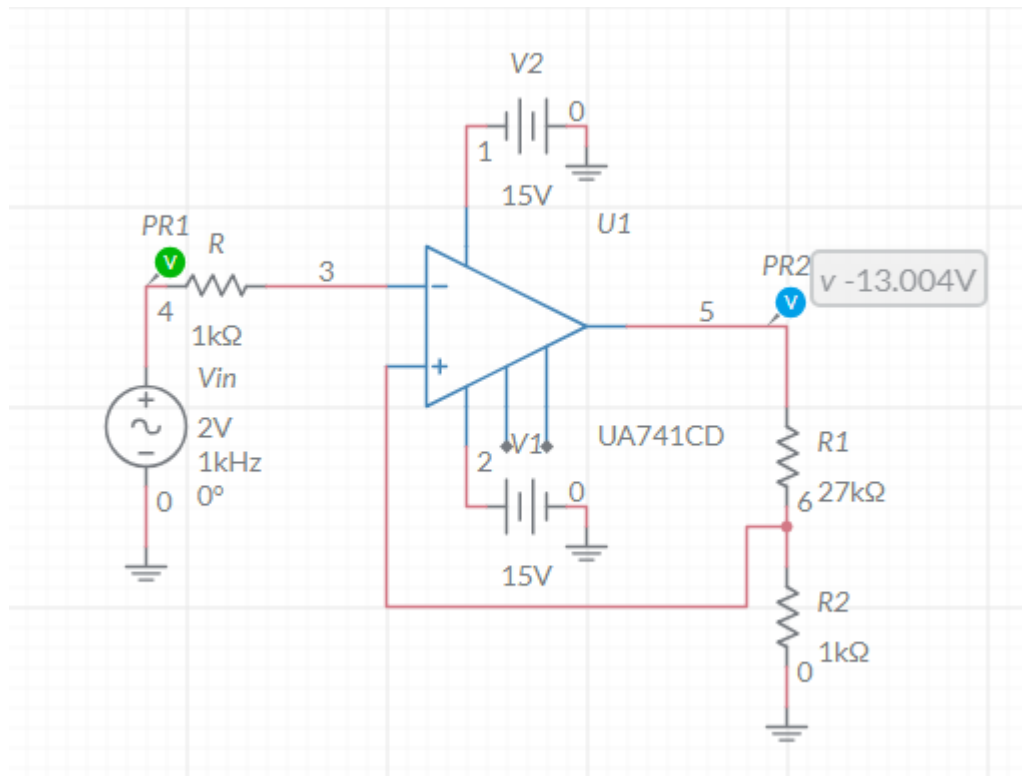 V2
0
1
15V
U1
PR1
V
R
3
PR2
V
v -13.004V
4
5
1kΩ
−
+
Vin
+
2V
−
1kHz
0
0°
UA741CD
V1
2
0
15V
R1
6
27kΩ
R2
1kΩ
0